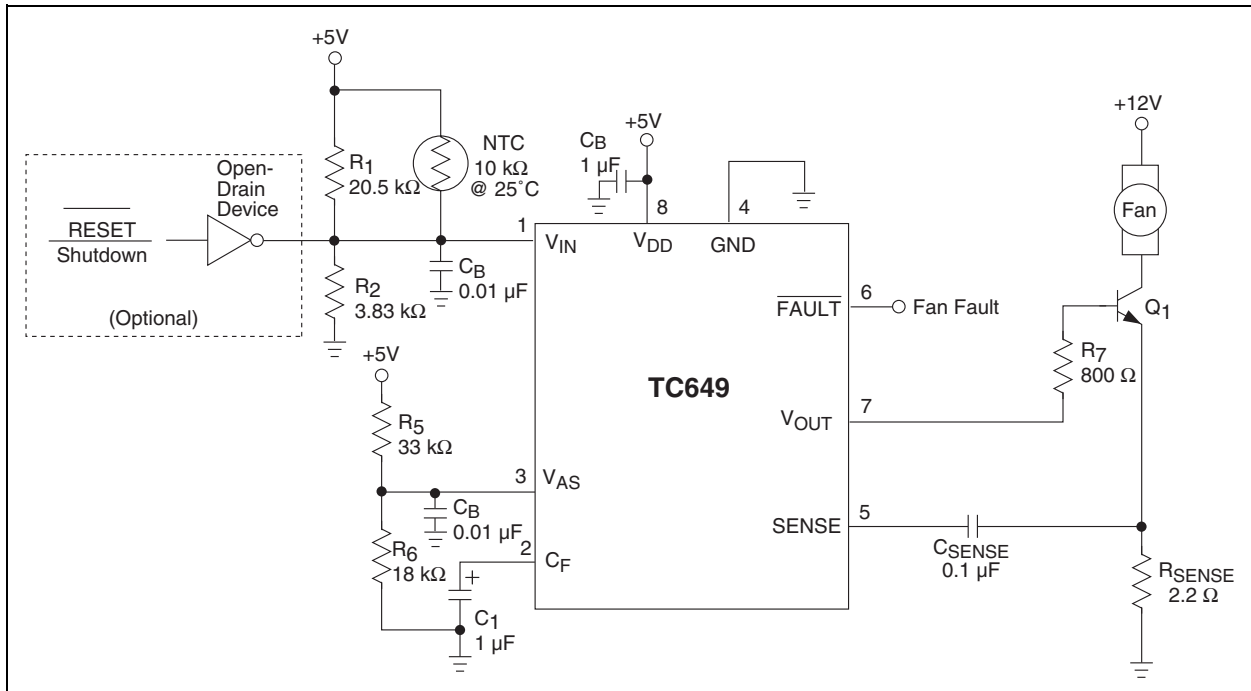 +5V
R1
20.5 kΩ
NTC
10 kΩ
@ 25˚C
Open-
Drain
Device
RESET
Shutdown
(Optional)
R2
3.83 kΩ
CB
0.01 µF
+5V
CB
1 µF
+12V
Fan
1
VIN
8
VDD
4
GND
6
FAULT
Fan Fault
Q1
R7
800 Ω
TC649
7
VOUT
+5V
R5
33 kΩ
3
VAS
CB
0.01 µF
R6
18 kΩ
2
CF
+
C1
1 µF
SENSE
5
CSENSE
0.1 µF
RSENSE
2.2 Ω